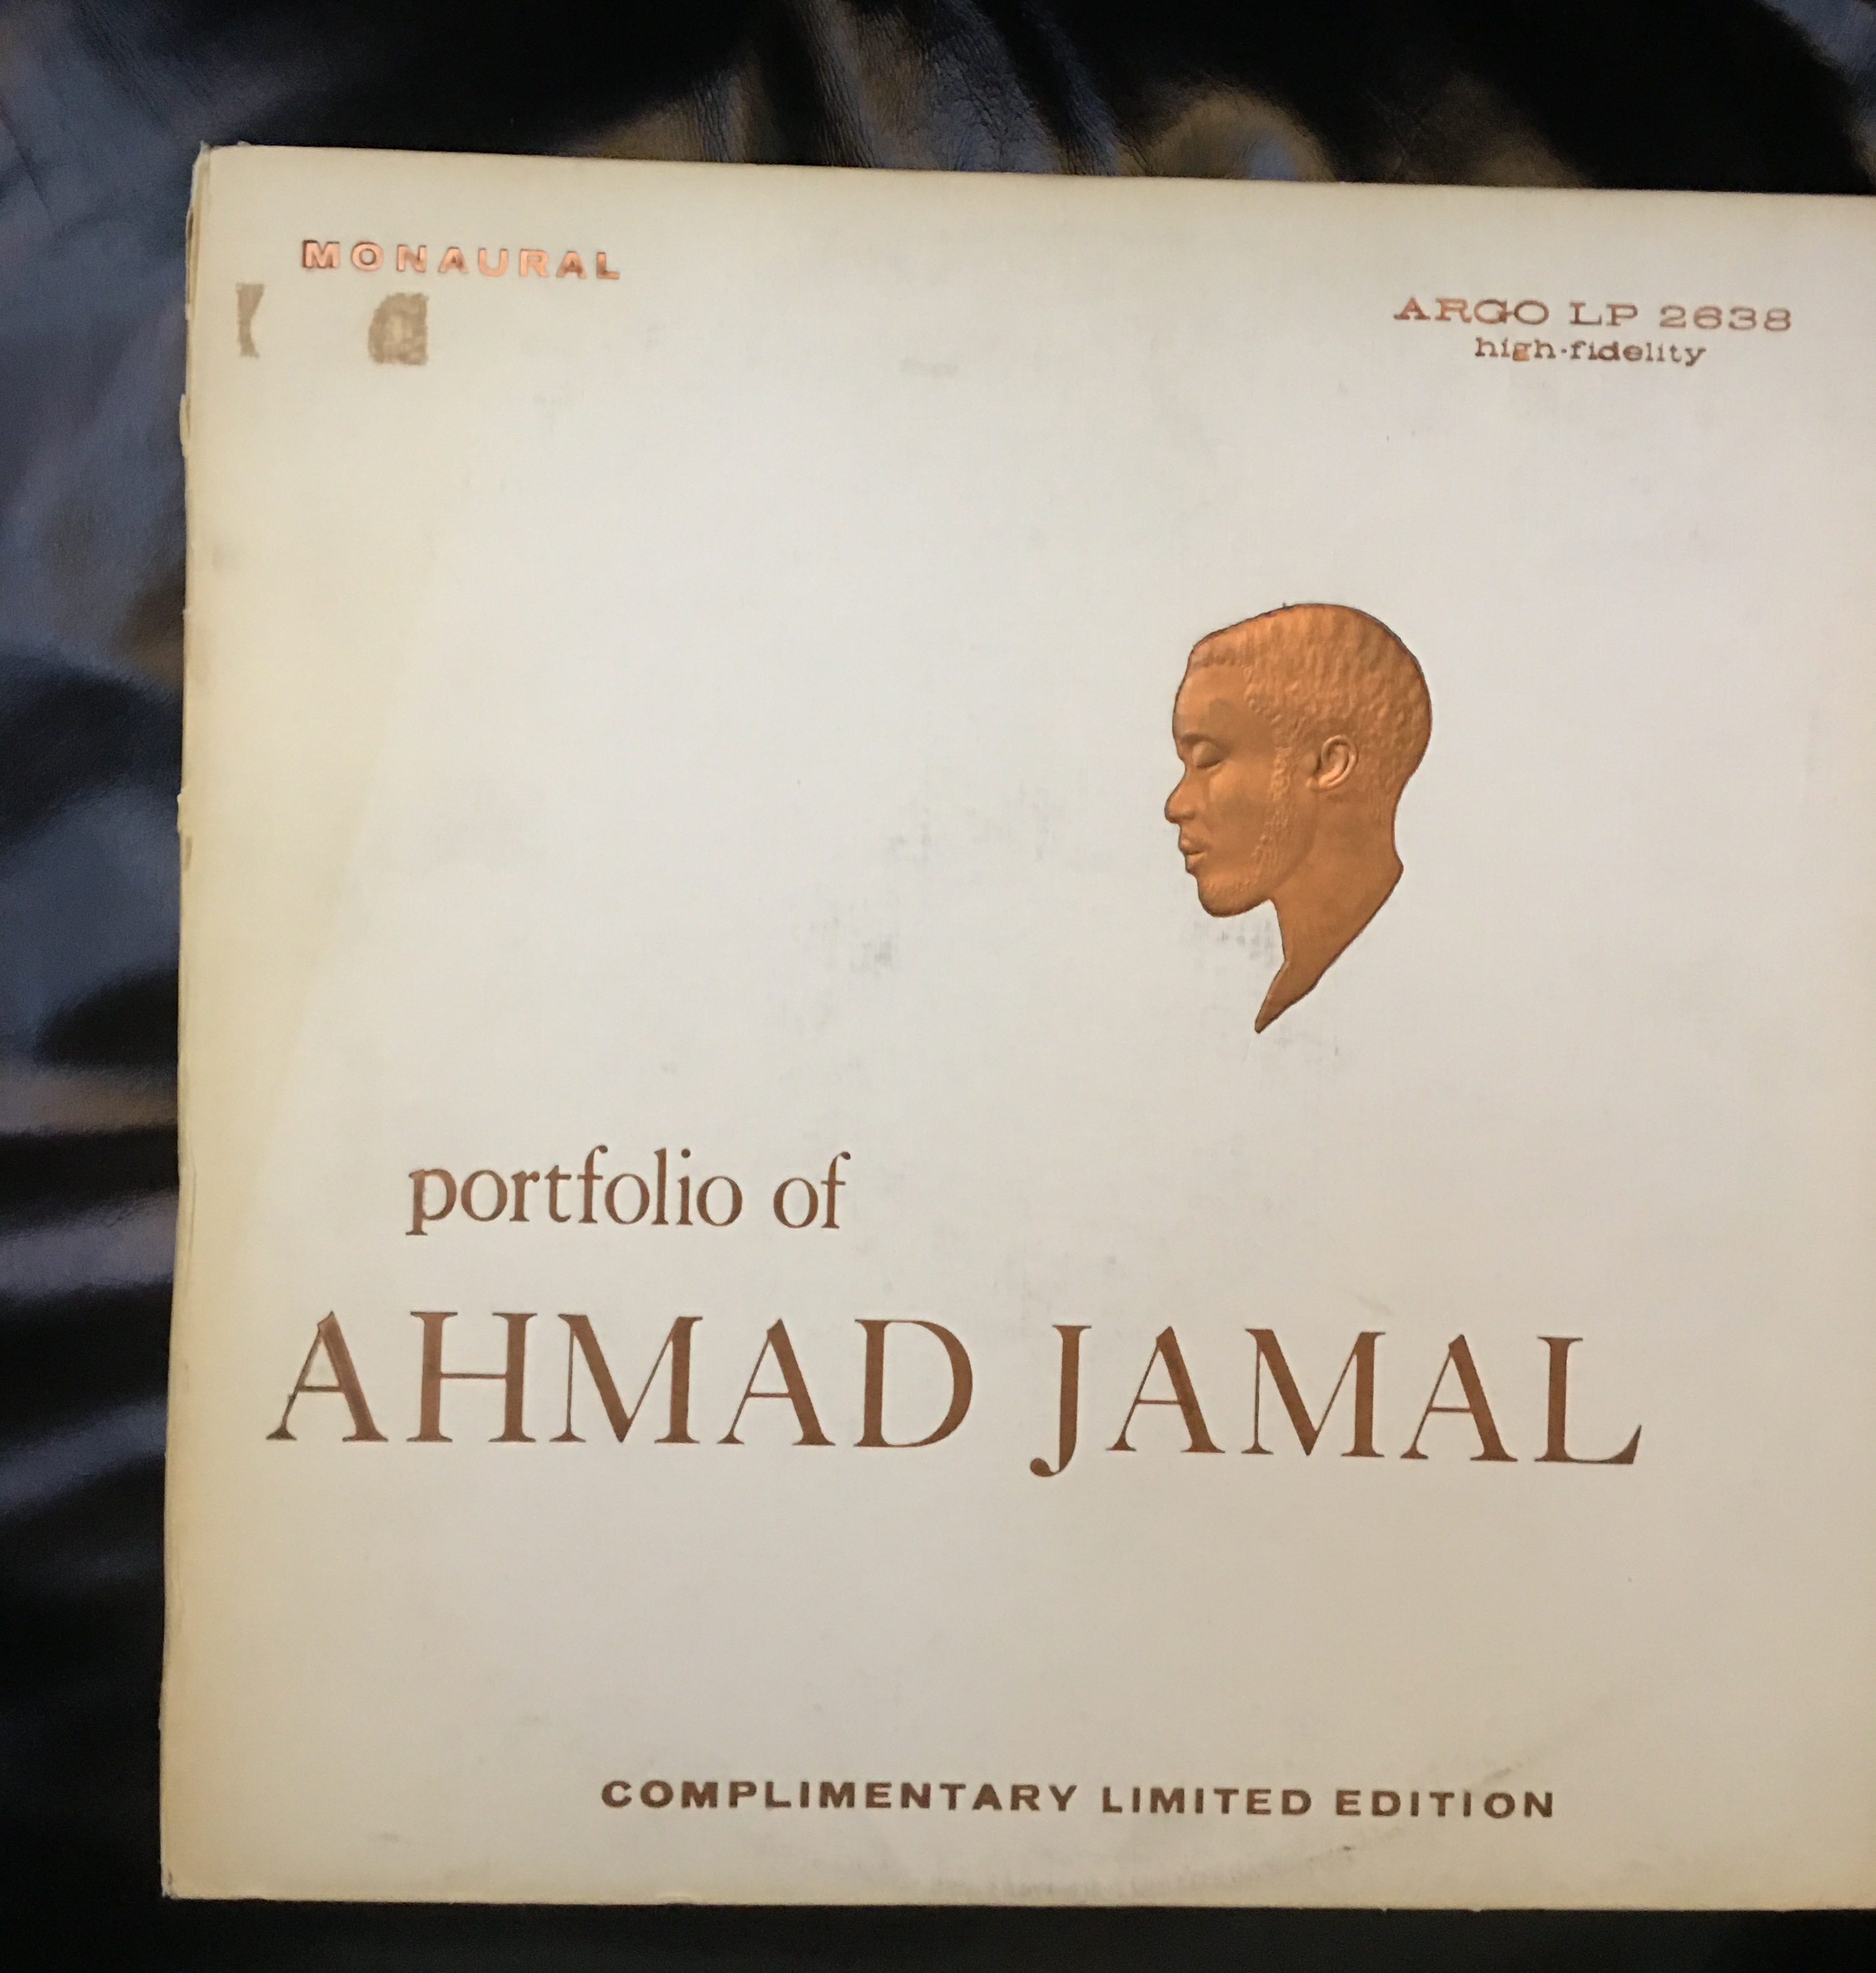 MONAURAL
ARGO LP 2638
high-fidelity
portfolio of
AHMAD JAMAL
COMPLIMENTARY LIMITED EDITION